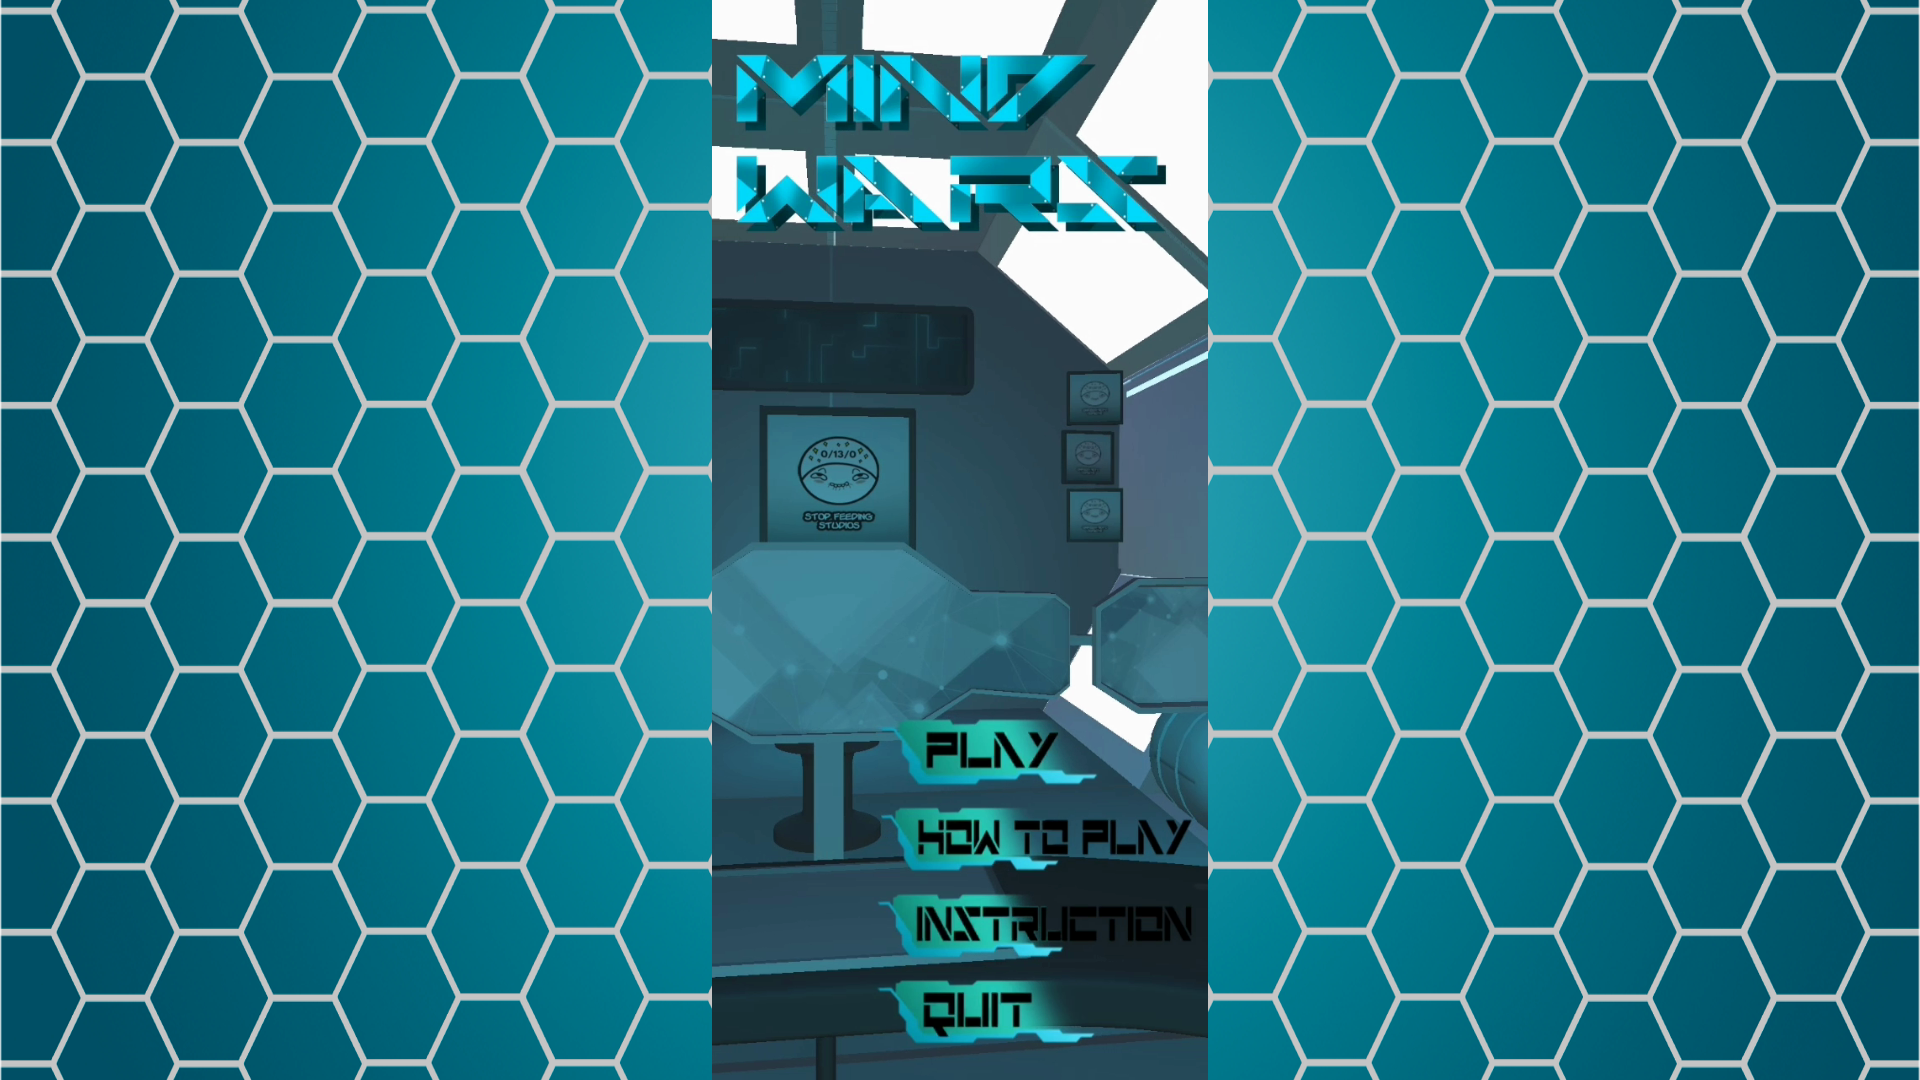 MIND
WARS
0/13/0
STOP FEEDING
STUDIOS
PLAY
HOW TO PLAY
INSTRUCTION
QUIT